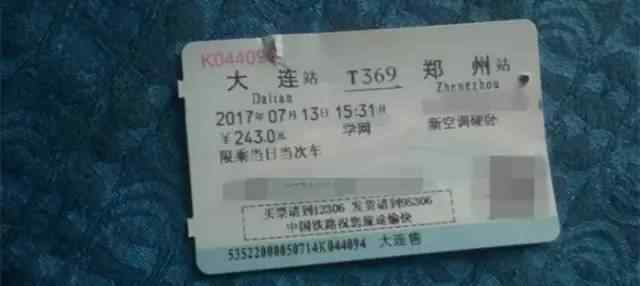 K044094
大连站 T369 郑州站
Dalian Zhengzhou
2017年07月13日 15:31开
¥243.0元 学网 新空调硬卧
限乘当日当次车
买票请到12306 发货请到95306
中国铁路祝您旅途愉快
53522000050714K044094 大连售